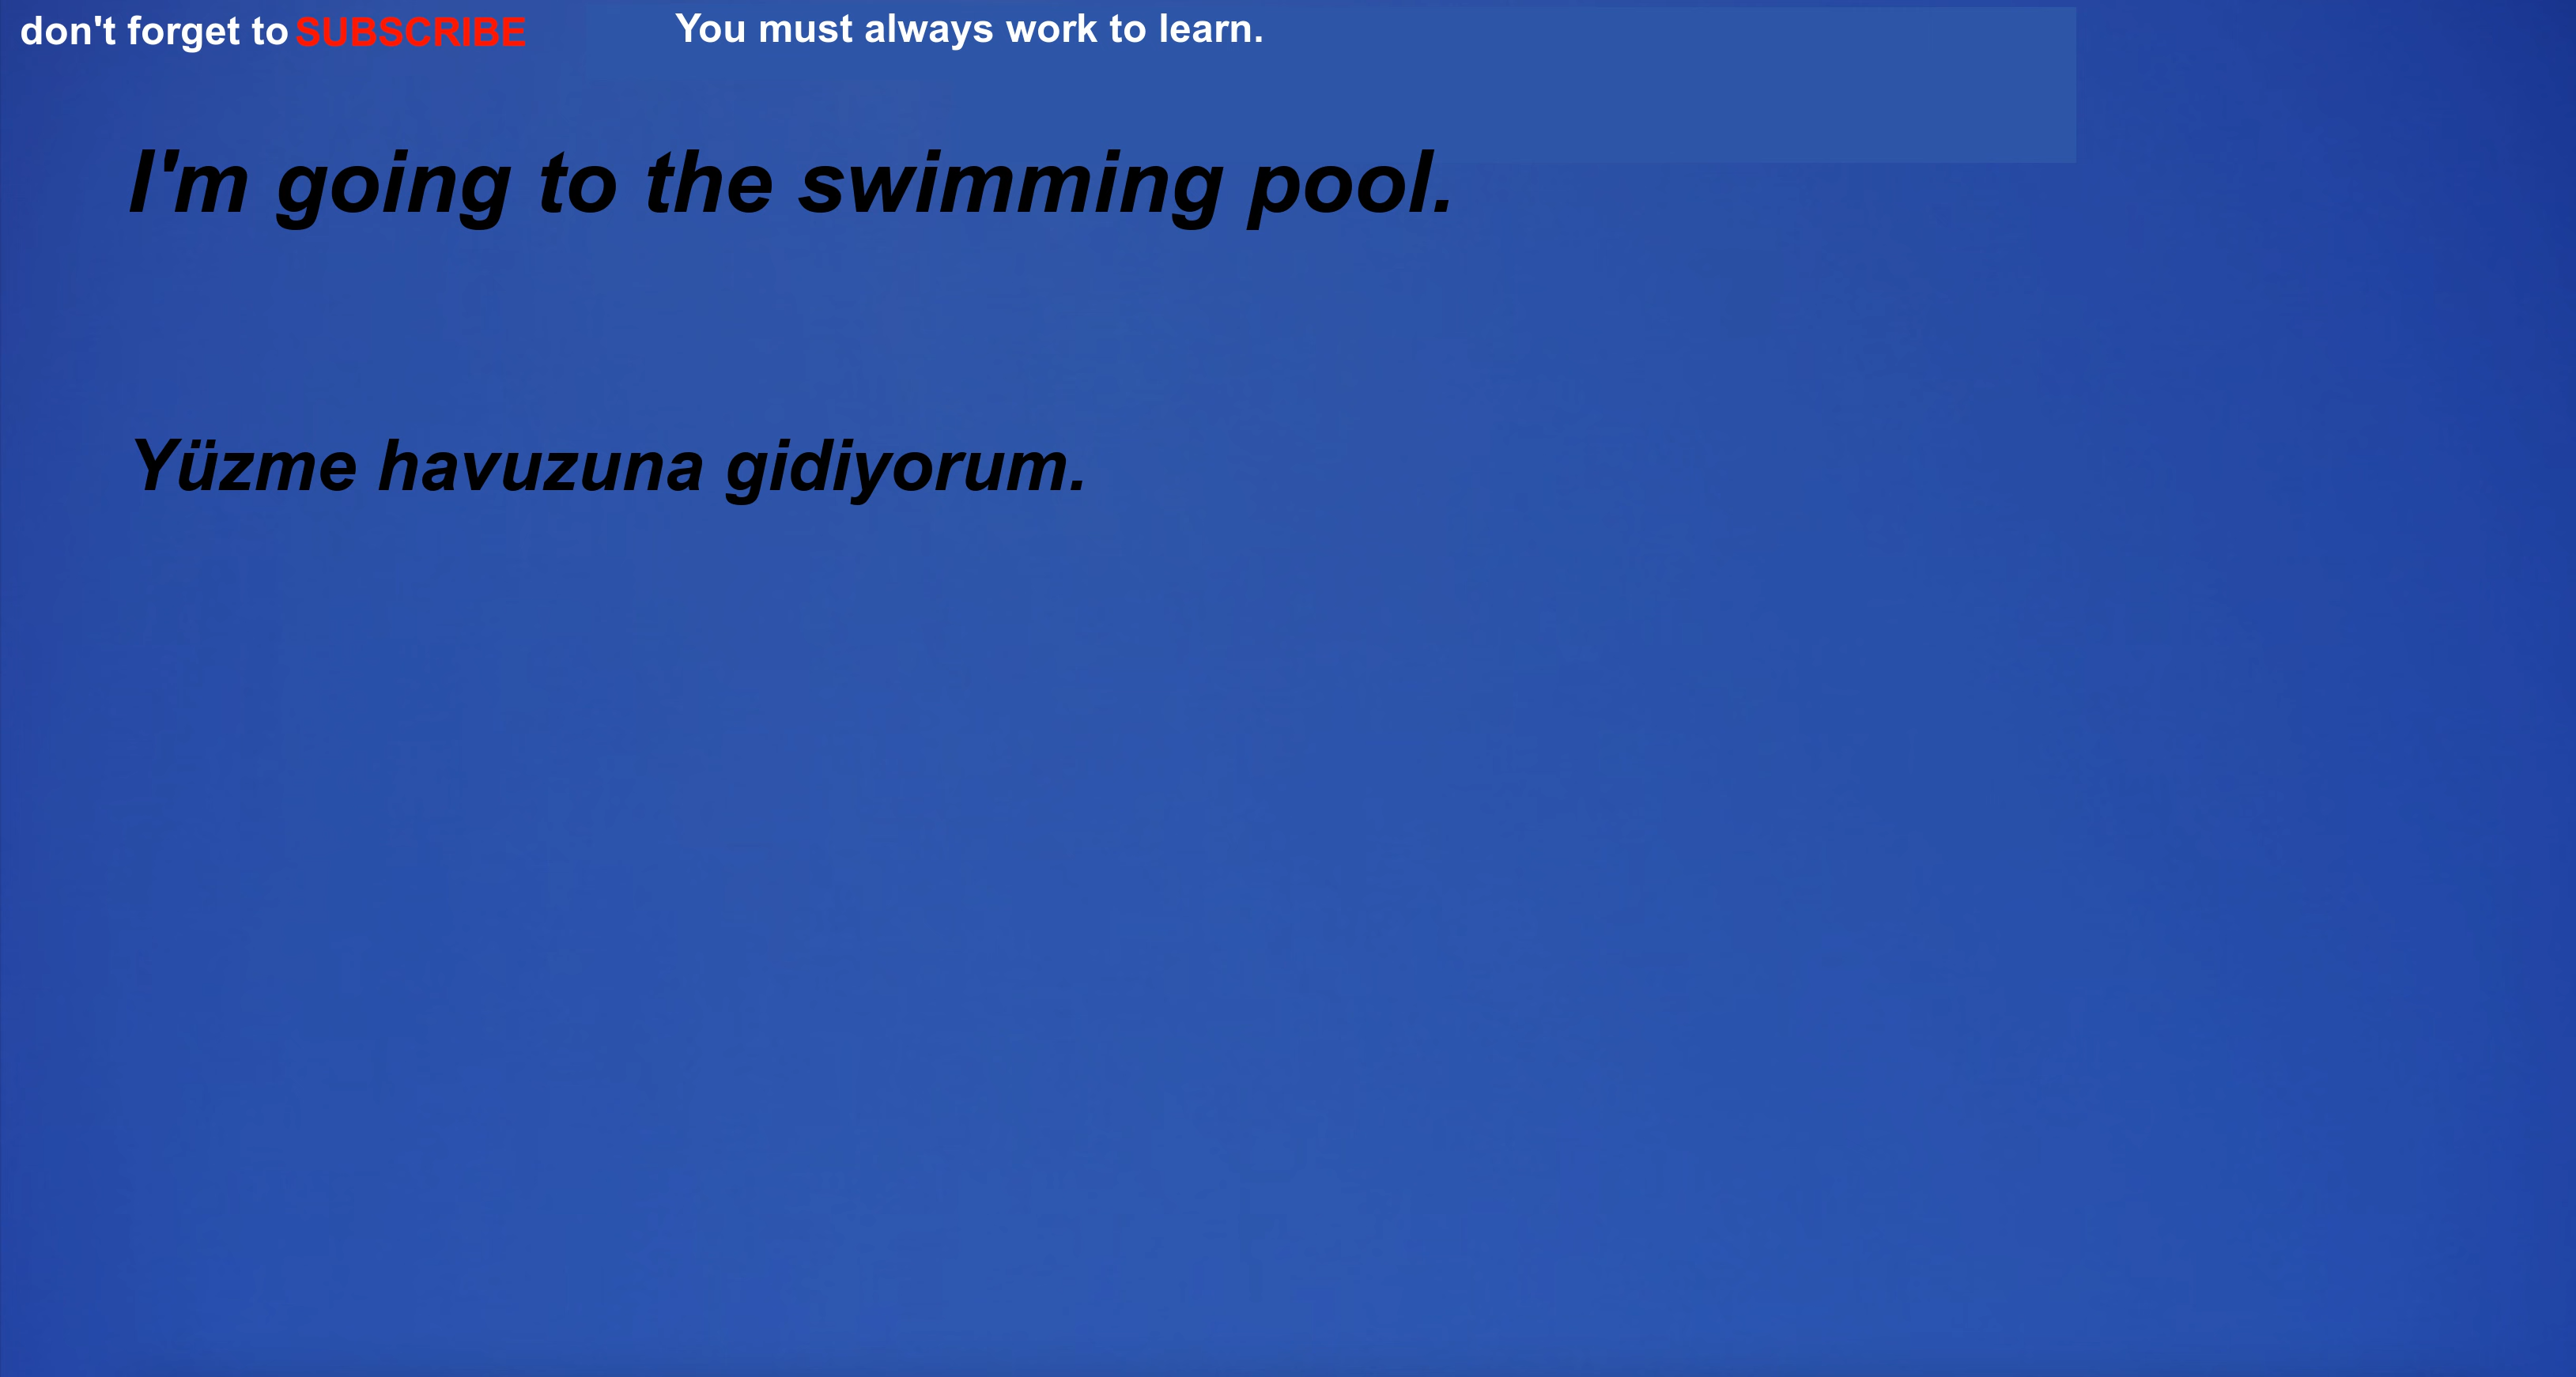 don't forget to SUBSCRIBE
You must always work to learn.
I'm going to the swimming pool.
Yüzme havuzuna gidiyorum.